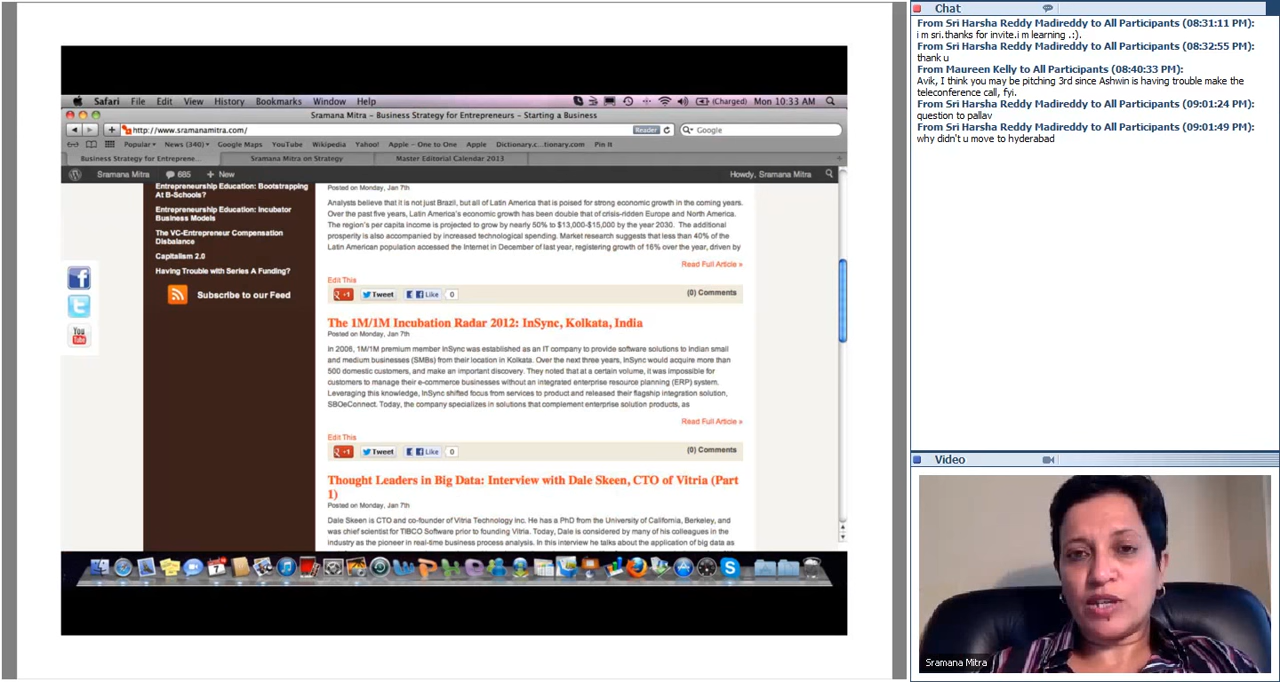 Safari File Edit View History Bookmarks Window Help
(Charged) Mon 10:33 AM
Sramana Mitra – Business Strategy for Entrepreneurs – Starting a Business
http://www.sramanamitra.com/
Reader
Google
Popular News (340) Google Maps YouTube Wikipedia Yahoo! Apple – One to One Apple Dictionary.c...tionary.com Pin It
Business Strategy for Entreprene...
Sramana Mitra on Strategy
Master Editorial Calendar 2013
Sramana Mitra 685 + New
Howdy, Sramana Mitra
Entrepreneurship Education: Bootstrapping
At B-Schools?
Entrepreneurship Education: Incubator
Business Models
The VC-Entrepreneur Compensation
Disbalance
Capitalism 2.0
Having Trouble with Series A Funding?
Subscribe to our Feed
You
Tube
Posted on Monday, Jan 7th
Analysts believe that it is not just Brazil, but all of Latin America that is poised for strong economic growth in the coming years.
Over the past five years, Latin America's economic growth has been double that of crisis-ridden Europe and North America.
The region's per capita income is projected to grow by nearly 50% to $13,000-$15,000 by the year 2030. The additional
prosperity is also accompanied by increased technological spending. Market research suggests that less than 40% of the
Latin American population accessed the Internet in December of last year, registering growth of 16% over the year, driven by
Read Full Article »
Edit This
+1 Tweet Like 0
(0) Comments
The 1M/1M Incubation Radar 2012: InSync, Kolkata, India
Posted on Monday, Jan 7th
In 2006, 1M/1M premium member InSync was established as an IT company to provide software solutions to Indian small
and medium businesses (SMBs) from their location in Kolkata. Over the next three years, InSync would acquire more than
500 domestic customers, and make an important discovery. They noted that at a certain volume, it was impossible for
customers to manage their e-commerce businesses without an integrated enterprise resource planning (ERP) system.
Leveraging this knowledge, InSync shifted focus from services to product and released their flagship integration solution,
SBOeConnect. Today, the company specializes in solutions that complement enterprise solution products, as
Read Full Article »
Edit This
+1 Tweet Like 0
(0) Comments
Thought Leaders in Big Data: Interview with Dale Skeen, CTO of Vitria (Part
1)
Posted on Monday, Jan 7th
Dale Skeen is CTO and co-founder of Vitria Technology Inc. He has a PhD from the University of California, Berkeley, and
was chief scientist for TIBCO Software prior to founding Vitria. Today, Dale is considered by many of his colleagues in the
industry as the pioneer in real-time business process analysis. In this interview he talks about the application of big data as
Chat
From Sri Harsha Reddy Madireddy to All Participants (08:31:11 PM):
i m sri.thanks for invite.i m learning .:).
From Sri Harsha Reddy Madireddy to All Participants (08:32:55 PM):
thank u
From Maureen Kelly to All Participants (08:40:33 PM):
Avik, I think you may be pitching 3rd since Ashwin is having trouble make the
teleconference call, fyi.
From Sri Harsha Reddy Madireddy to All Participants (09:01:24 PM):
question to pallav
From Sri Harsha Reddy Madireddy to All Participants (09:01:49 PM):
why didn't u move to hyderabad
Video
Sramana Mitra